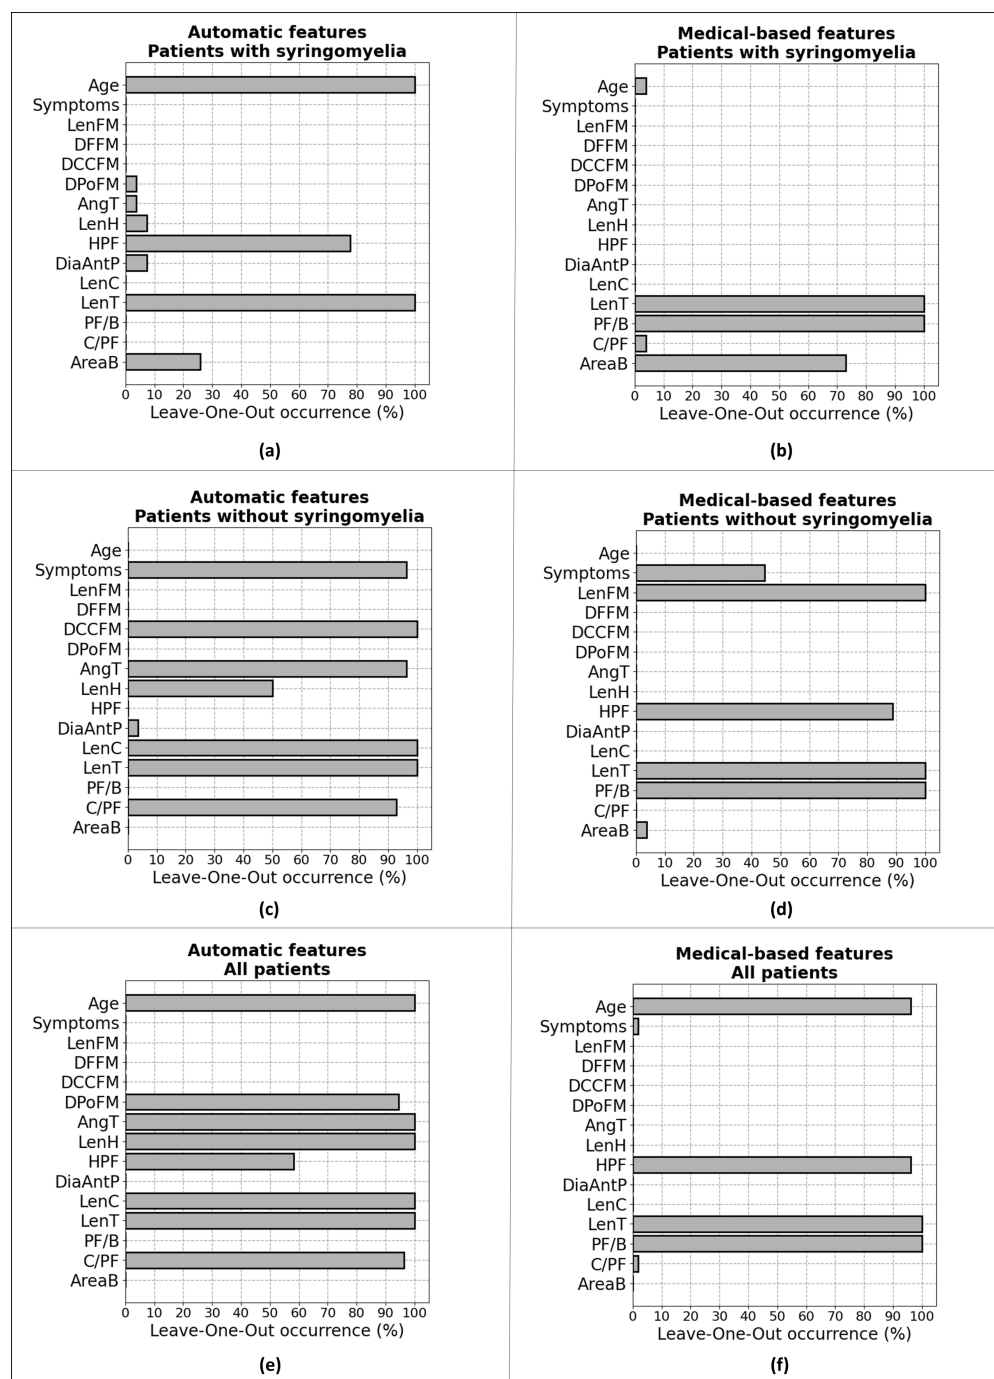 Automatic features
Patients with syringomyelia
Age
Symptoms
LenFM
DFFM
DCCFM
DPoFM
AngT
LenH
HPF
DiaAntP
LenC
LenT
PF/B
C/PF
AreaB
0 10 20 30 40 50 60 70 80 90 100
Leave-One-Out occurrence (%)
(a)
Medical-based features
Patients with syringomyelia
Age
Symptoms
LenFM
DFFM
DCCFM
DPoFM
AngT
LenH
HPF
DiaAntP
LenC
LenT
PF/B
C/PF
AreaB
0 10 20 30 40 50 60 70 80 90 100
Leave-One-Out occurrence (%)
(b)
Automatic features
Patients without syringomyelia
Age
Symptoms
LenFM
DFFM
DCCFM
DPoFM
AngT
LenH
HPF
DiaAntP
LenC
LenT
PF/B
C/PF
AreaB
0 10 20 30 40 50 60 70 80 90 100
Leave-One-Out occurrence (%)
(c)
Medical-based features
Patients without syringomyelia
Age
Symptoms
LenFM
DFFM
DCCFM
DPoFM
AngT
LenH
HPF
DiaAntP
LenC
LenT
PF/B
C/PF
AreaB
0 10 20 30 40 50 60 70 80 90 100
Leave-One-Out occurrence (%)
(d)
Automatic features
All patients
Age
Symptoms
LenFM
DFFM
DCCFM
DPoFM
AngT
LenH
HPF
DiaAntP
LenC
LenT
PF/B
C/PF
AreaB
0 10 20 30 40 50 60 70 80 90 100
Leave-One-Out occurrence (%)
(e)
Medical-based features
All patients
Age
Symptoms
LenFM
DFFM
DCCFM
DPoFM
AngT
LenH
HPF
DiaAntP
LenC
LenT
PF/B
C/PF
AreaB
0 10 20 30 40 50 60 70 80 90 100
Leave-One-Out occurrence (%)
(f)